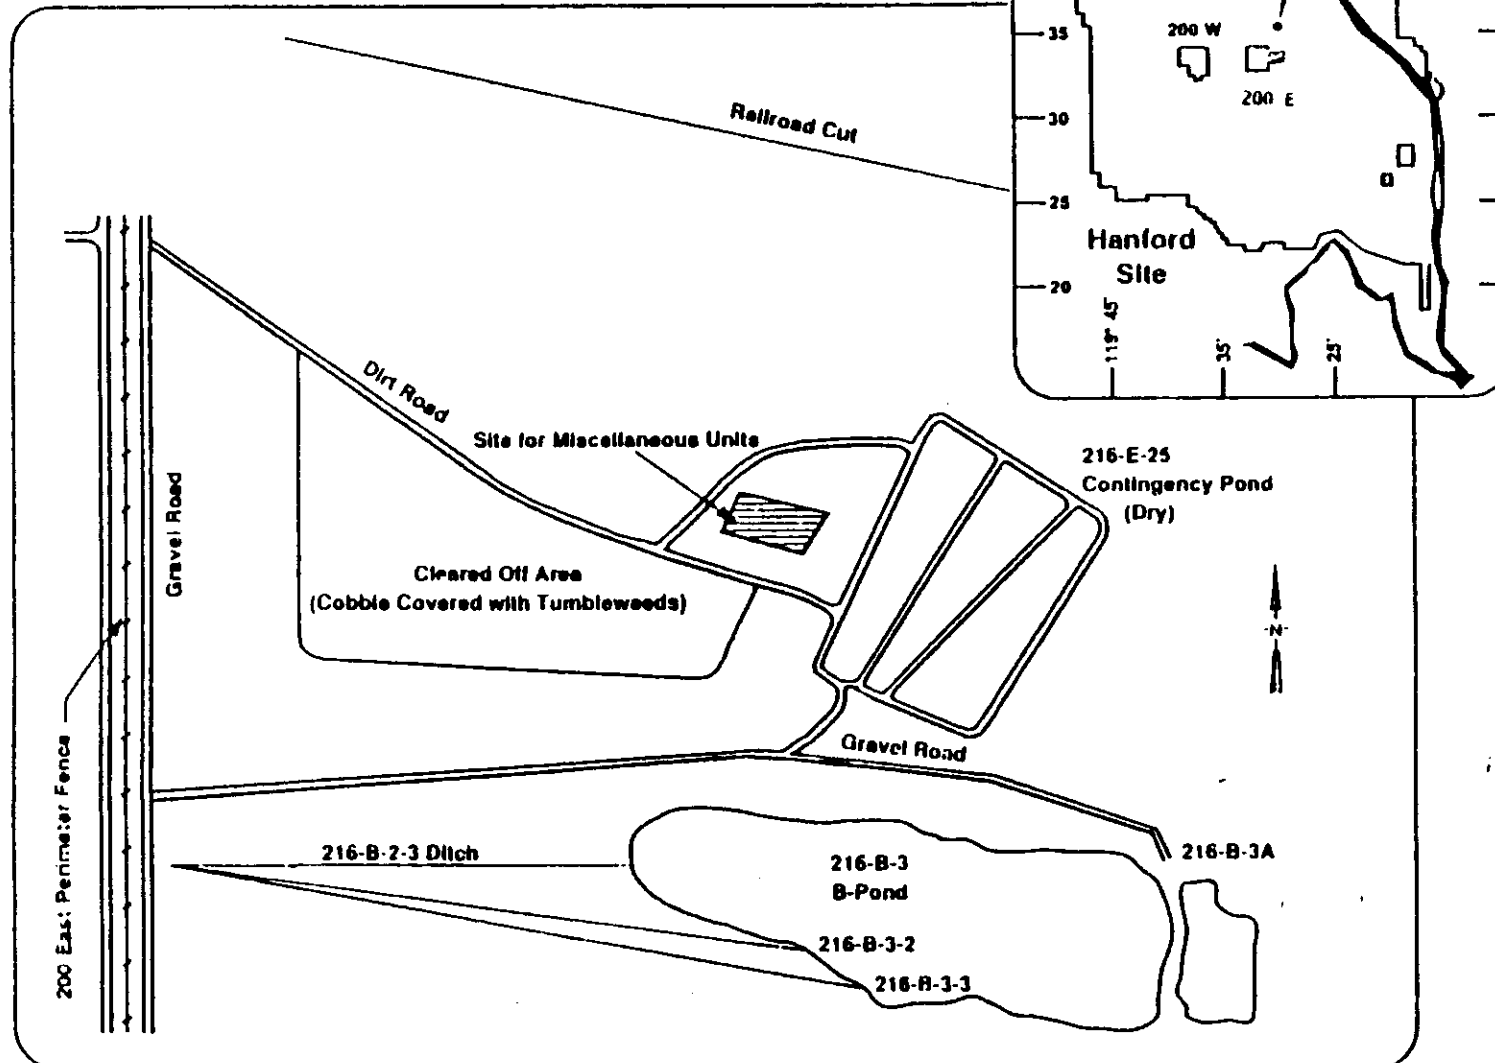 35
200 W
200 E
30
25
Hanford
Site
20
119° 45'
35'
25'
Railroad Cut
Dirt Road
Site for Miscellaneous Units
216-E-25
Contingency Pond
(Dry)
Gravel Road
Cleared Off Area
(Cobble Covered with Tumbleweeds)
-N-
200 East Perimeter Fence
Gravel Road
216-B-2-3 Ditch
216-B-3
B-Pond
216-B-3A
216-B-3-2
216-B-3-3